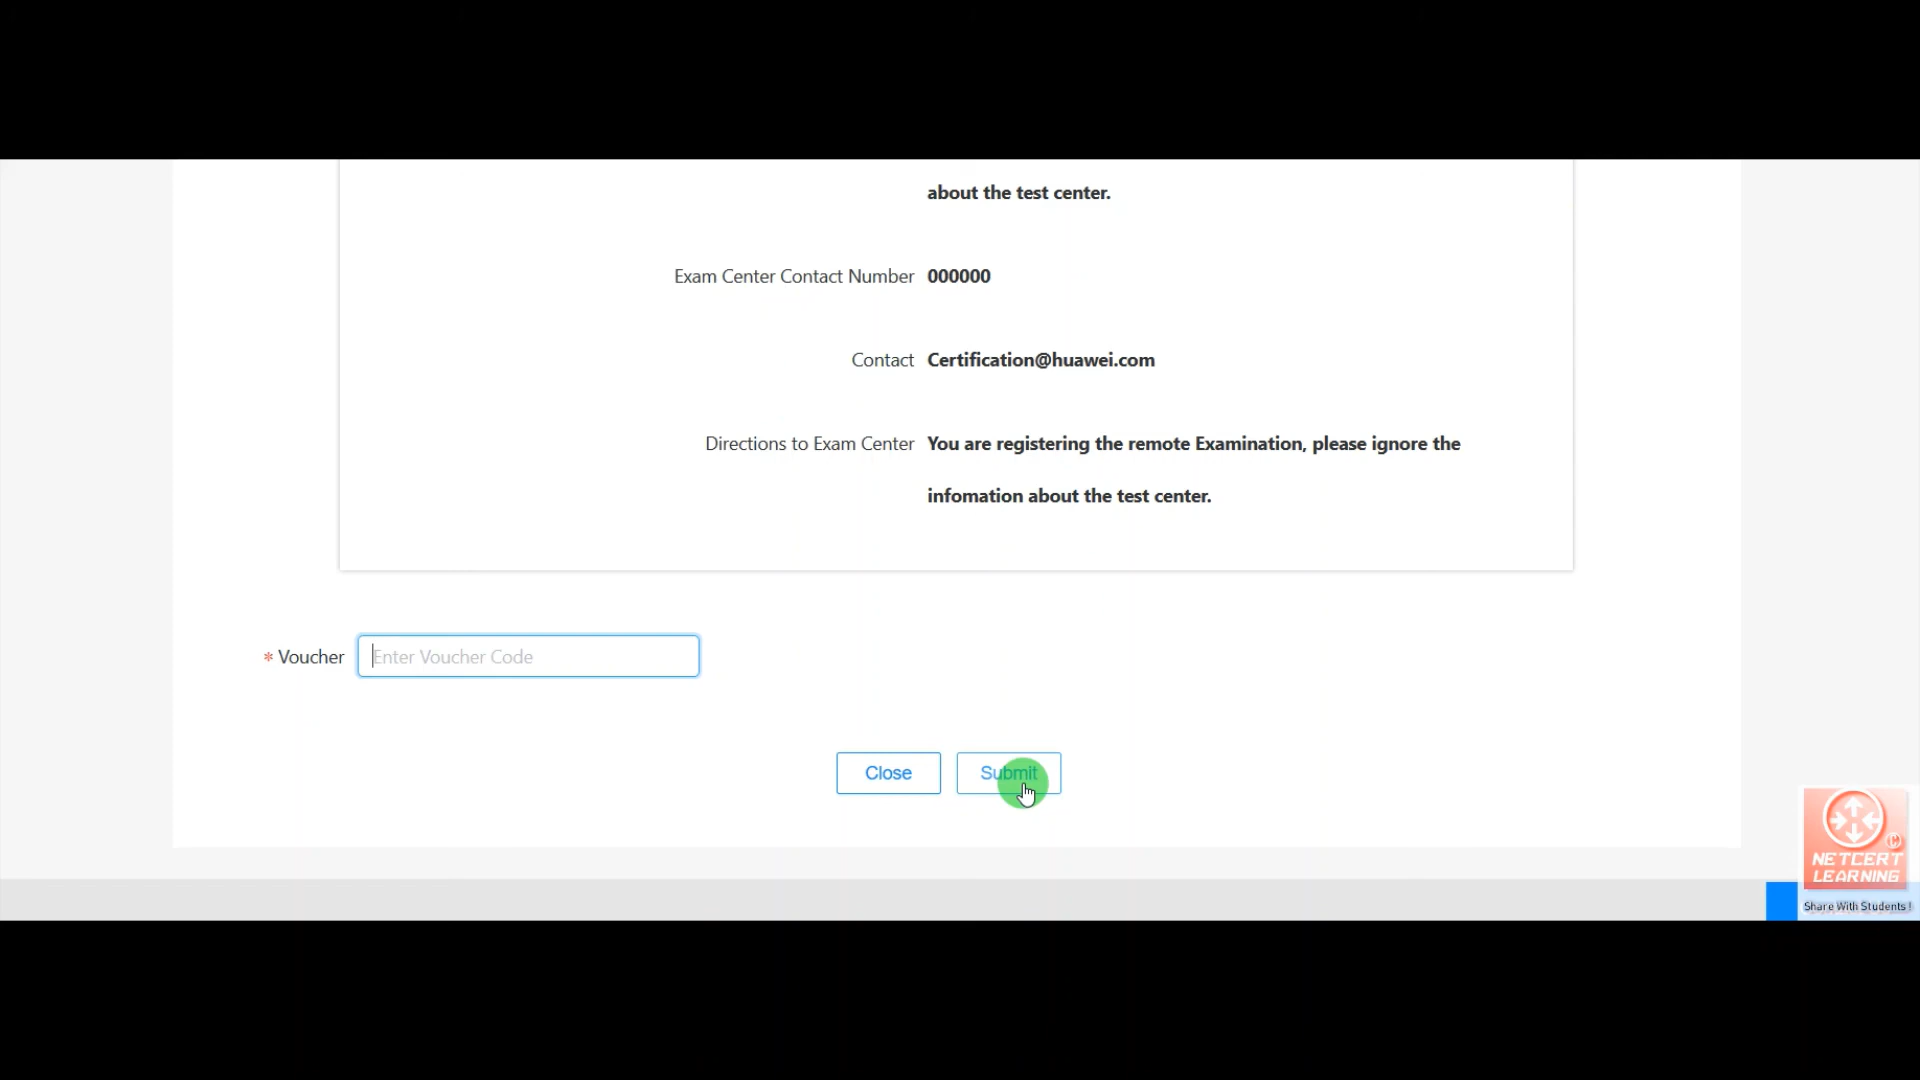 about the test center.
Exam Center Contact Number 000000
Contact Certification@huawei.com
Directions to Exam Center You are registering the remote Examination, please ignore the
infomation about the test center.
* Voucher Enter Voucher Code
Close Submit
©
NETCERT
LEARNING
Share With Students !